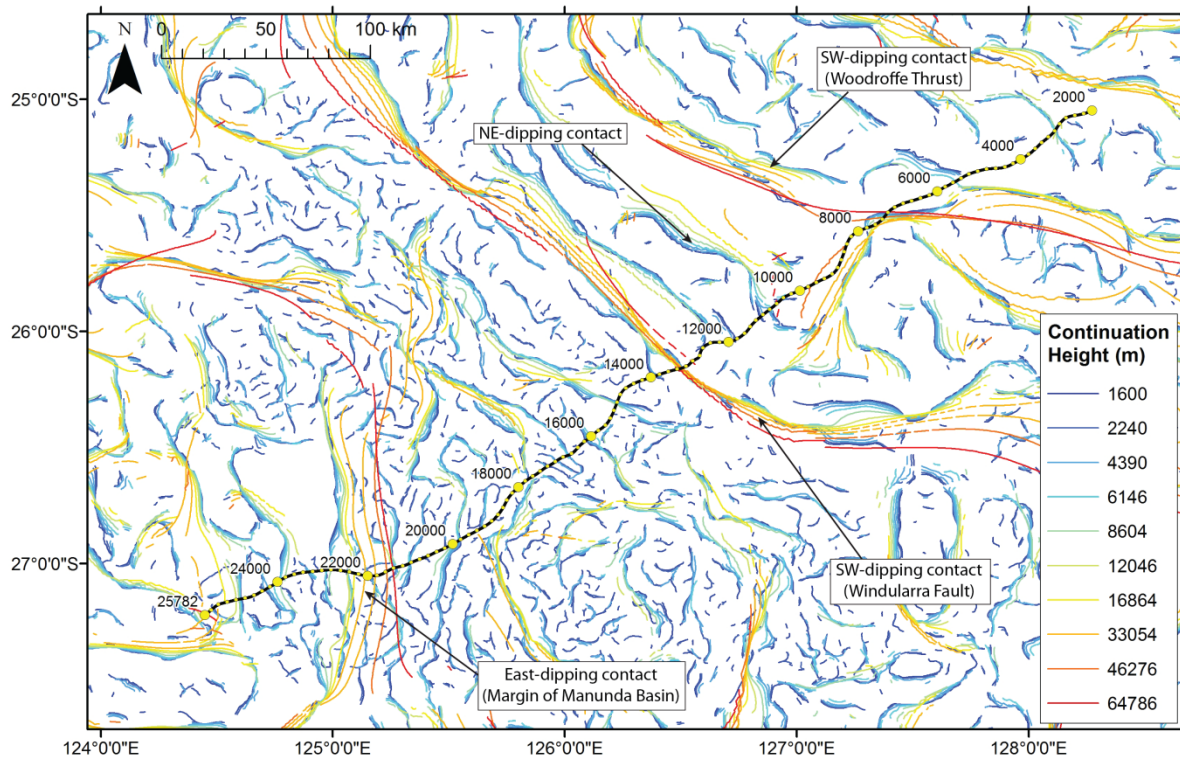 N
0 50 100 km
25°0'0"S
26°0'0"S
27°0'0"S
124°0'0"E
125°0'0"E
126°0'0"E
127°0'0"E
128°0'0"E
SW-dipping contact
(Woodroffe Thrust)
NE-dipping contact
2000
4000
6000
8000
10000
12000
14000
16000
18000
20000
22000
24000
25782
SW-dipping contact
(Windularra Fault)
East-dipping contact
(Margin of Manunda Basin)
Continuation
Height (m)
1600
2240
4390
6146
8604
12046
16864
33054
46276
64786